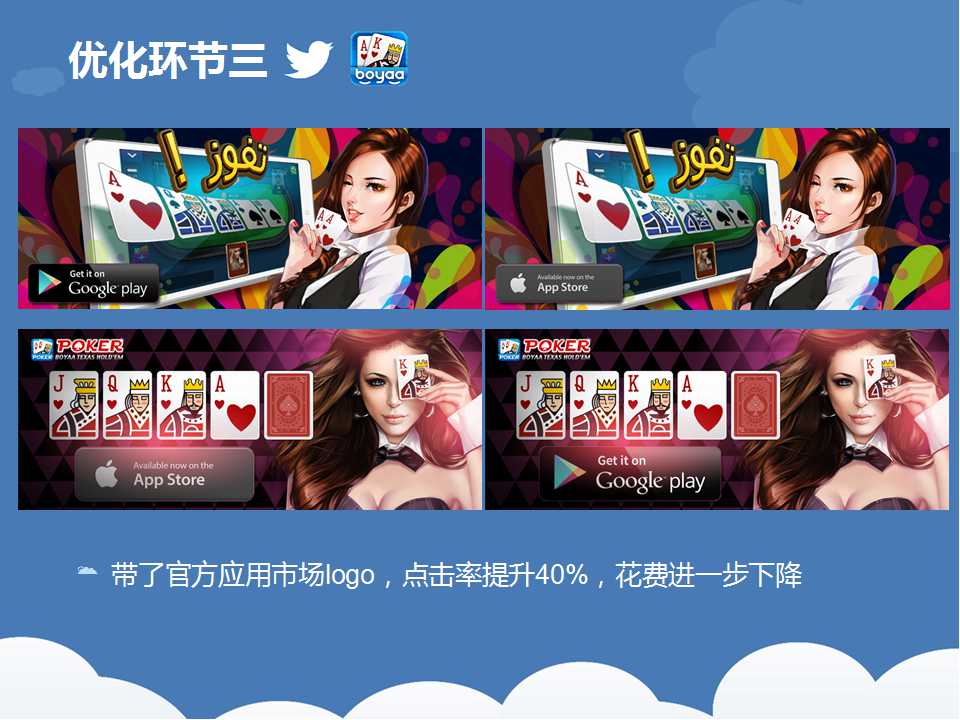 优化环节三
A K
boyaa
تفوز !
A
A A
Get it on
Google play
تفوز !
A
A A
Available now on the
App Store
POKER
POKER
BOYAA TEXAS HOLD'EM
J Q K A
K
Available now on the
App Store
POKER
POKER
BOYAA TEXAS HOLD'EM
J Q K A
K
Get it on
Google play
带了官方应用市场logo，点击率提升40%，花费进一步下降